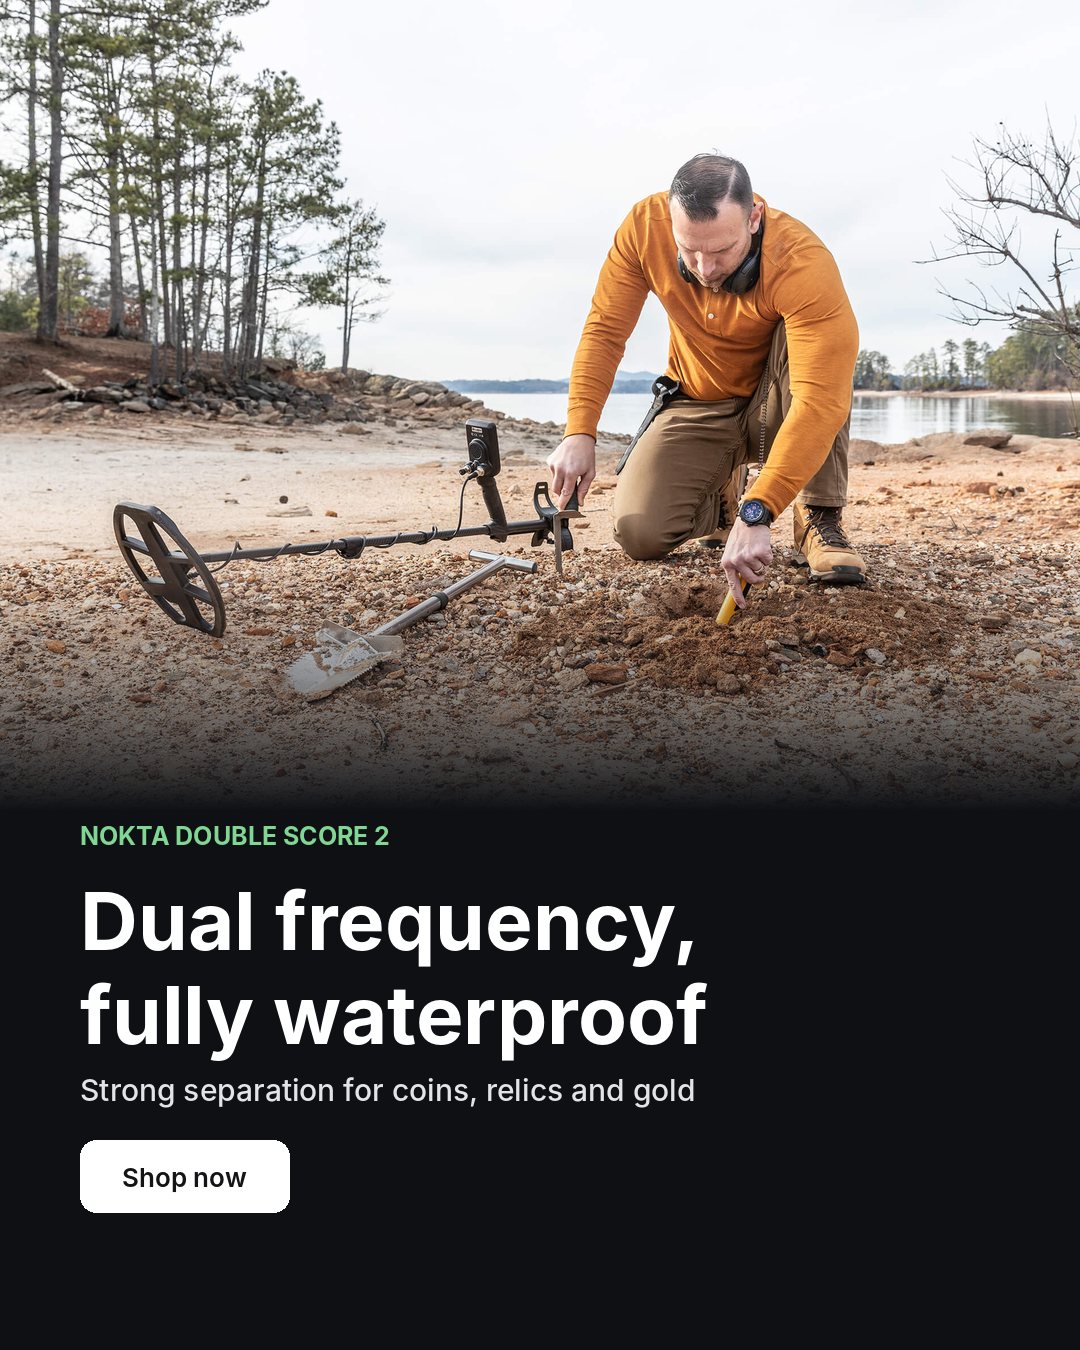 NOKTA DOUBLE SCORE 2
Dual frequency,
fully waterproof
Strong separation for coins, relics and gold
Shop now